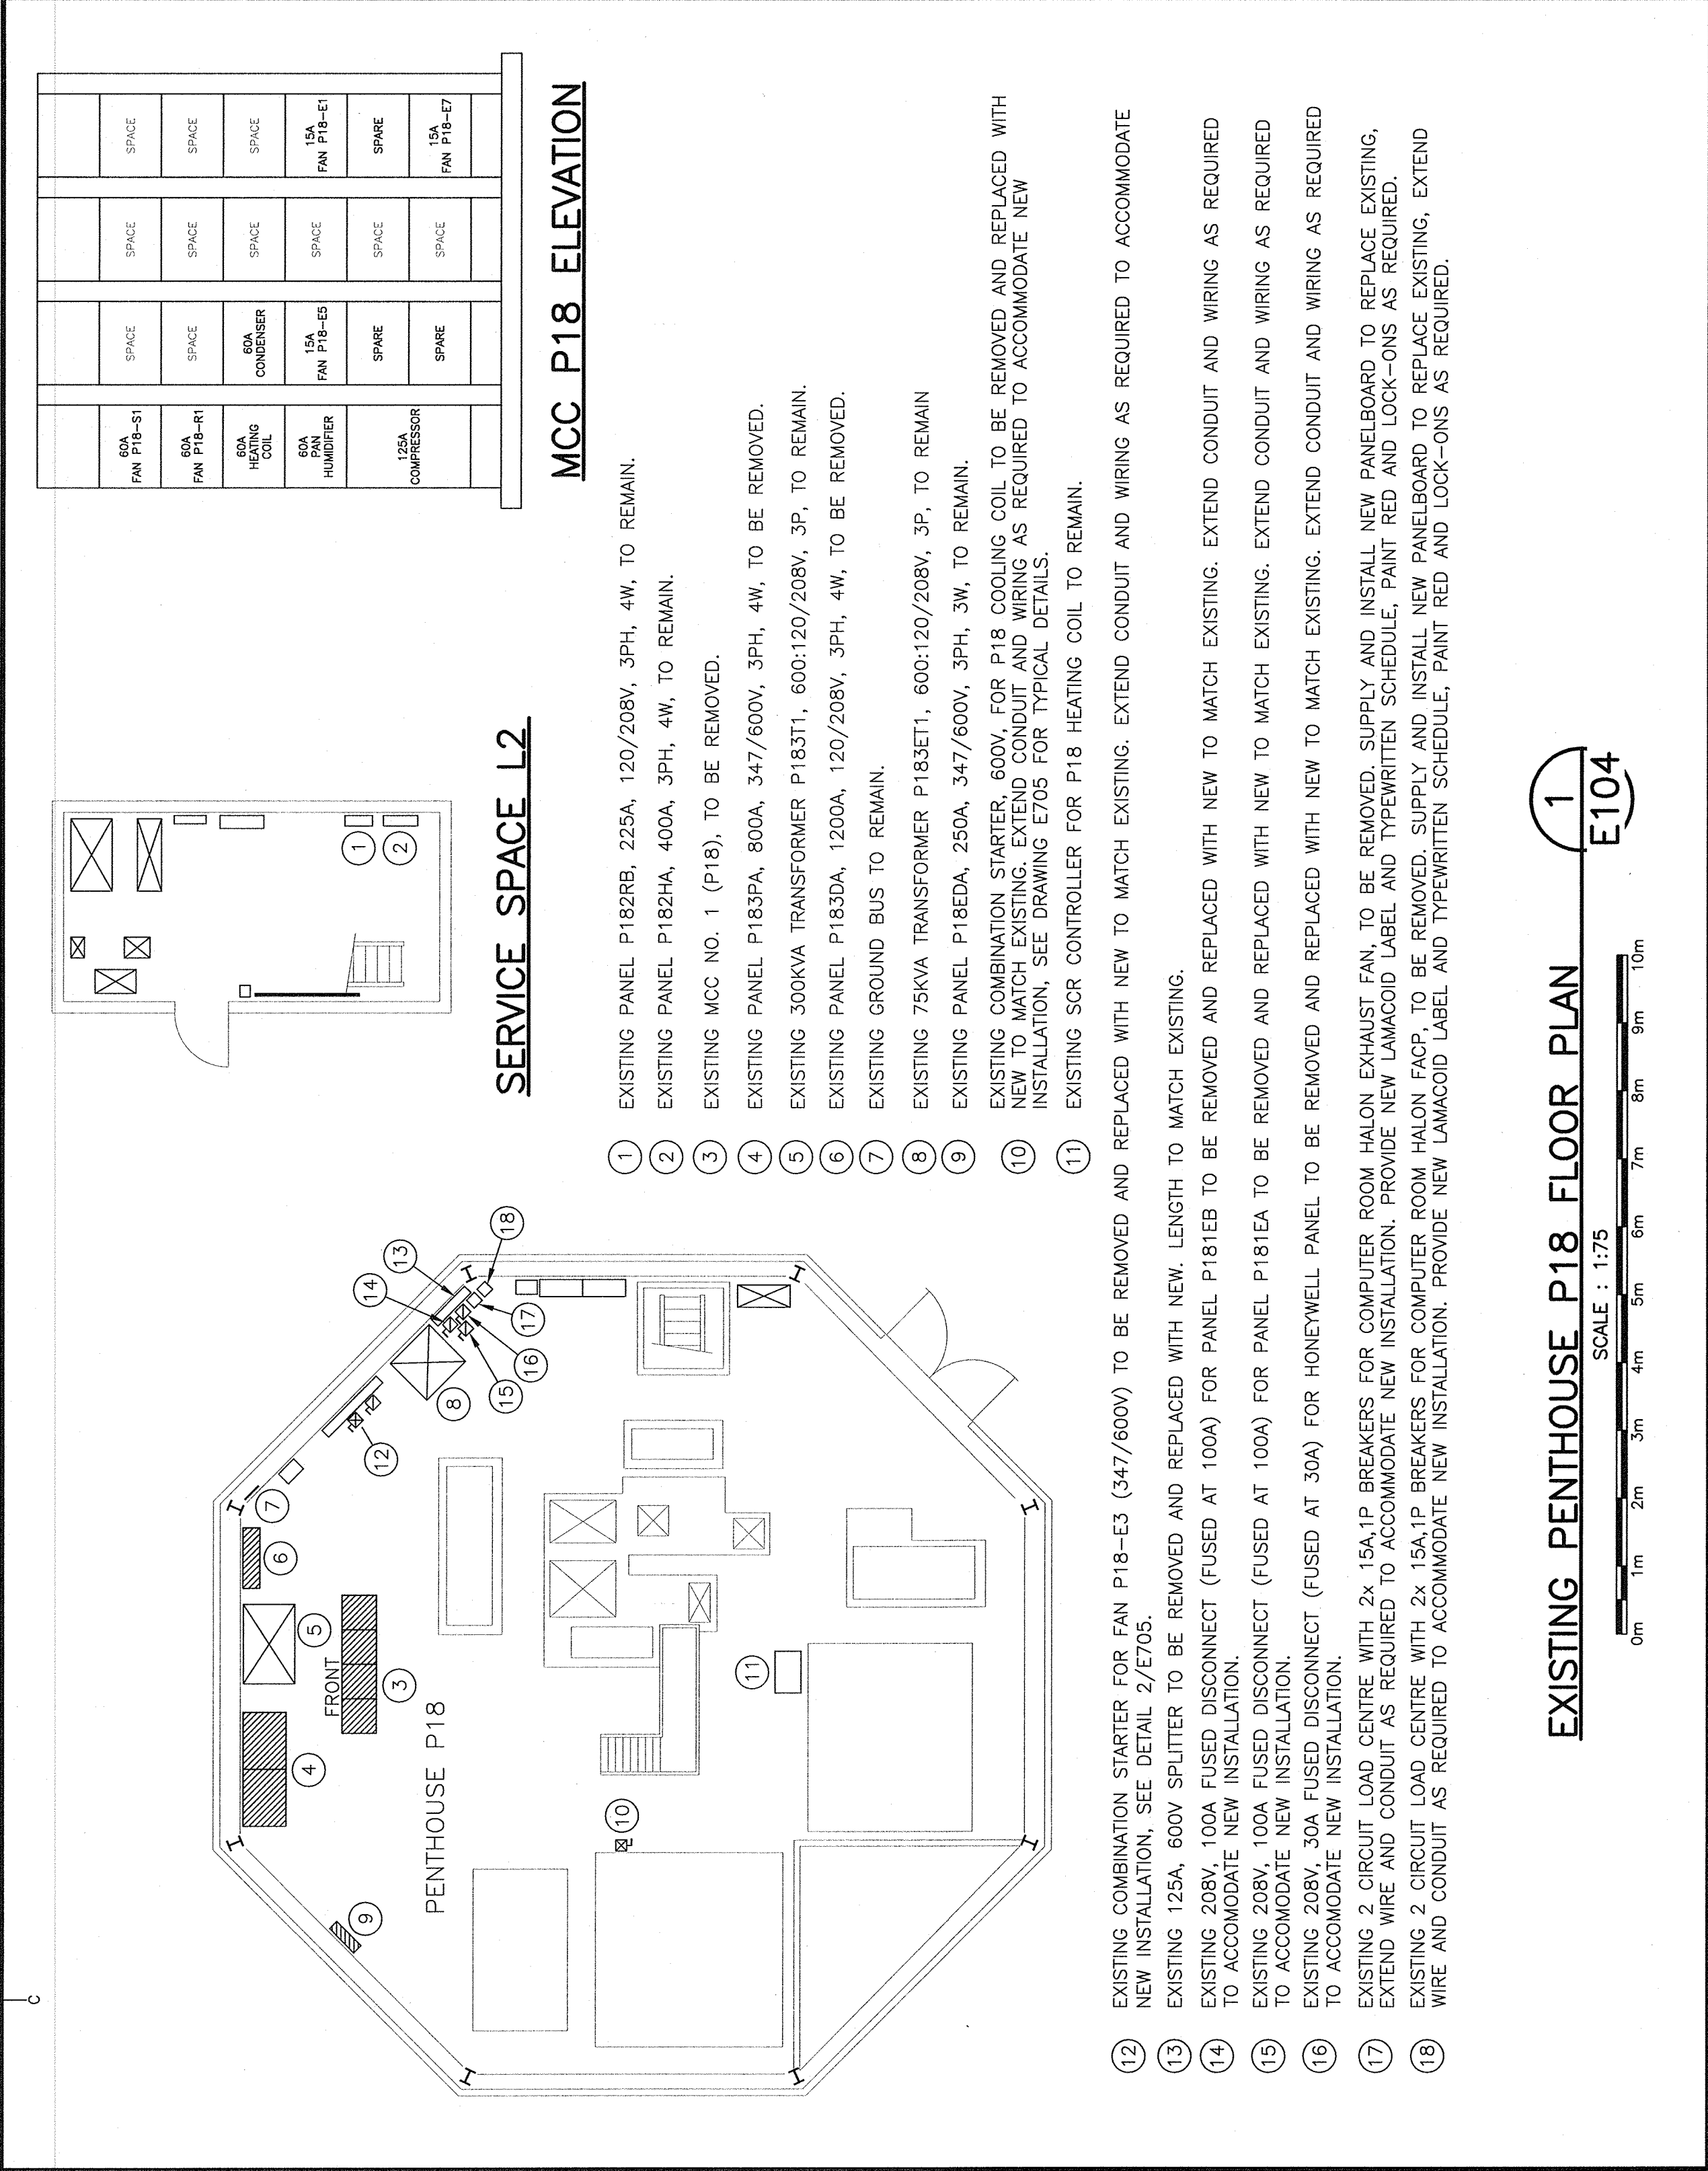 C
60A
FAN P18-S1
60A
FAN P18-R1
60A
HEATING
COIL
60A
PAN
HUMIDIFIER
125A
COMPRESSOR
SPACE
SPACE
60A
CONDENSER
15A
FAN P18-E5
SPARE
SPARE
SPACE
SPACE
SPACE
SPACE
SPACE
SPACE
SPACE
SPACE
SPACE
15A
FAN P18-E1
SPARE
15A
FAN P18-E7
MCC P18 ELEVATION
1
2
SERVICE SPACE L2
PENTHOUSE P18
FRONT
3
4
5
6
7
8
9
10
11
12
13
14
15
16
17
18
1 EXISTING PANEL P182RB, 225A, 120/208V, 3PH, 4W, TO REMAIN.
2 EXISTING PANEL P182HA, 400A, 3PH, 4W, TO REMAIN.
3 EXISTING MCC NO. 1 (P18), TO BE REMOVED.
4 EXISTING PANEL P183PA, 800A, 347/600V, 3PH, 4W, TO BE REMOVED.
5 EXISTING 300KVA TRANSFORMER P183T1, 600:120/208V, 3P, TO REMAIN.
6 EXISTING PANEL P183DA, 1200A, 120/208V, 3PH, 4W, TO BE REMOVED.
7 EXISTING GROUND BUS TO REMAIN.
8 EXISTING 75KVA TRANSFORMER P183ET1, 600:120/208V, 3P, TO REMAIN
9 EXISTING PANEL P18EDA, 250A, 347/600V, 3PH, 3W, TO REMAIN.
10 EXISTING COMBINATION STARTER, 600V, FOR P18 COOLING COIL TO BE REMOVED AND REPLACED WITH
NEW TO MATCH EXISTING. EXTEND CONDUIT AND WIRING AS REQUIRED TO ACCOMMODATE NEW
INSTALLATION, SEE DRAWING E705 FOR TYPICAL DETAILS.
11 EXISTING SCR CONTROLLER FOR P18 HEATING COIL TO REMAIN.
12 EXISTING COMBINATION STARTER FOR FAN P18-E3 (347/600V) TO BE REMOVED AND REPLACED WITH NEW TO MATCH EXISTING. EXTEND CONDUIT AND WIRING AS REQUIRED TO ACCOMMODATE
NEW INSTALLATION, SEE DETAIL 2/E705.
13 EXISTING 125A, 600V SPLITTER TO BE REMOVED AND REPLACED WITH NEW. LENGTH TO MATCH EXISTING.
14 EXISTING 208V, 100A FUSED DISCONNECT (FUSED AT 100A) FOR PANEL P181EB TO BE REMOVED AND REPLACED WITH NEW TO MATCH EXISTING. EXTEND CONDUIT AND WIRING AS REQUIRED
TO ACCOMODATE NEW INSTALLATION.
15 EXISTING 208V, 100A FUSED DISCONNECT (FUSED AT 100A) FOR PANEL P181EA TO BE REMOVED AND REPLACED WITH NEW TO MATCH EXISTING. EXTEND CONDUIT AND WIRING AS REQUIRED
TO ACCOMODATE NEW INSTALLATION.
16 EXISTING 208V, 30A FUSED DISCONNECT (FUSED AT 30A) FOR HONEYWELL PANEL TO BE REMOVED AND REPLACED WITH NEW TO MATCH EXISTING. EXTEND CONDUIT AND WIRING AS REQUIRED
TO ACCOMODATE NEW INSTALLATION.
17 EXISTING 2 CIRCUIT LOAD CENTRE WITH 2x 15A,1P BREAKERS FOR COMPUTER ROOM HALON EXHAUST FAN, TO BE REMOVED. SUPPLY AND INSTALL NEW PANELBOARD TO REPLACE EXISTING,
EXTEND WIRE AND CONDUIT AS REQUIRED TO ACCOMMODATE NEW INSTALLATION. PROVIDE NEW LAMACOID LABEL AND TYPEWRITTEN SCHEDULE, PAINT RED AND LOCK-ONS AS REQUIRED.
18 EXISTING 2 CIRCUIT LOAD CENTRE WITH 2x 15A,1P BREAKERS FOR COMPUTER ROOM HALON FACP, TO BE REMOVED. SUPPLY AND INSTALL NEW PANELBOARD TO REPLACE EXISTING, EXTEND
WIRE AND CONDUIT AS REQUIRED TO ACCOMMODATE NEW INSTALLATION. PROVIDE NEW LAMACOID LABEL AND TYPEWRITTEN SCHEDULE, PAINT RED AND LOCK-ONS AS REQUIRED.
EXISTING PENTHOUSE P18 FLOOR PLAN
1
E104
SCALE : 1:75
0m 1m 2m 3m 4m 5m 6m 7m 8m 9m 10m